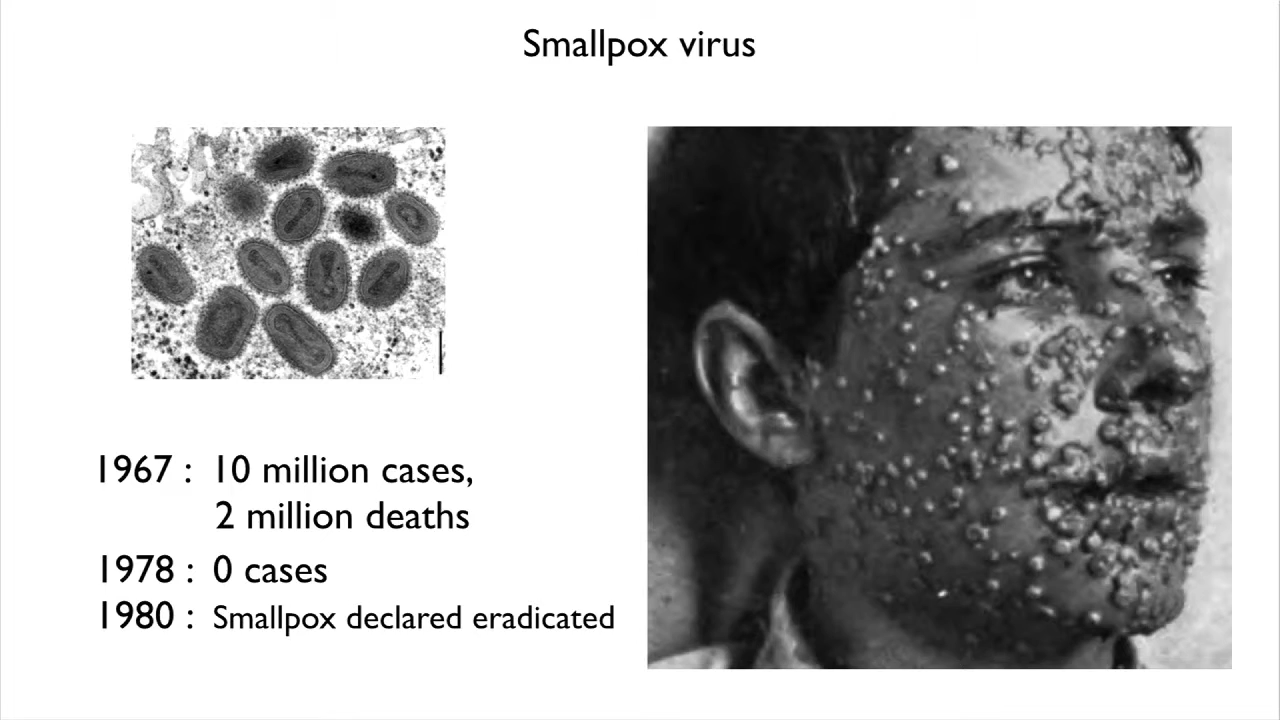 Smallpox virus
1967 : 10 million cases,
2 million deaths
1978 : 0 cases
1980 : Smallpox declared eradicated